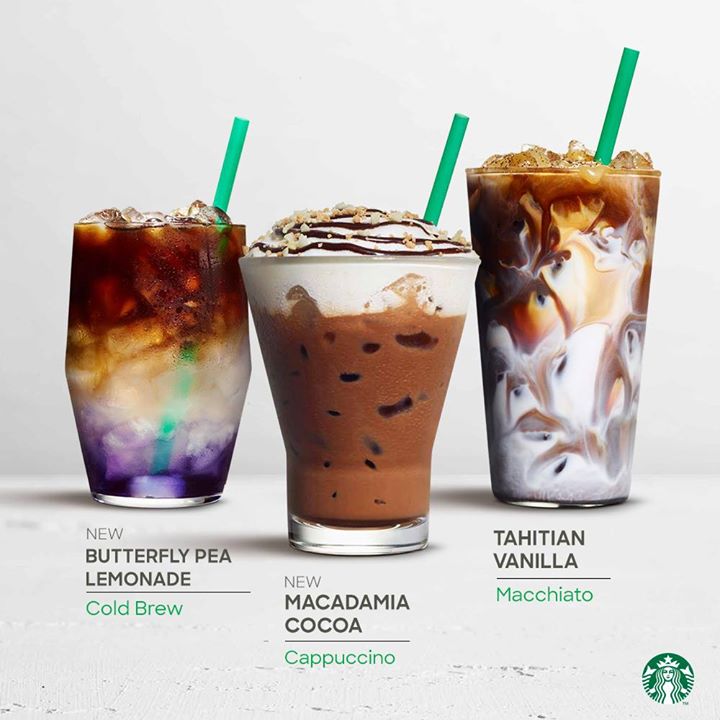 NEW
BUTTERFLY PEA
LEMONADE
Cold Brew
NEW
MACADAMIA
COCOA
Cappuccino
TAHITIAN
VANILLA
Macchiato